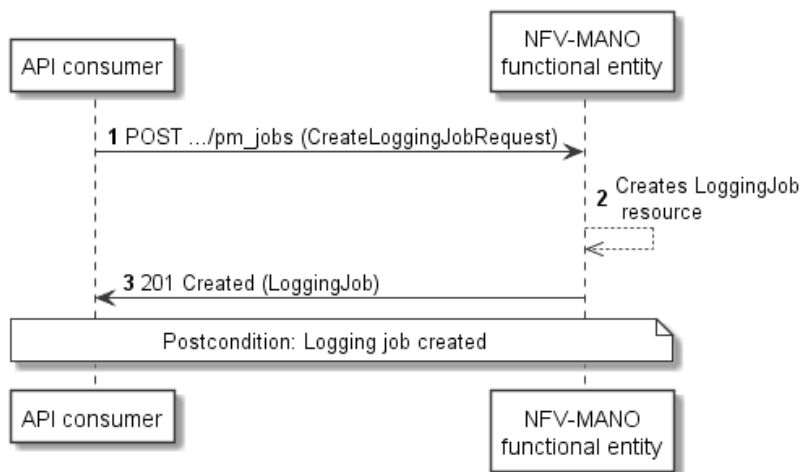 API consumer
NFV-MANO
functional entity
1 POST .../pm_jobs (CreateLoggingJobRequest)
2 Creates LoggingJob
resource
3 201 Created (LoggingJob)
Postcondition: Logging job created
API consumer
NFV-MANO
functional entity